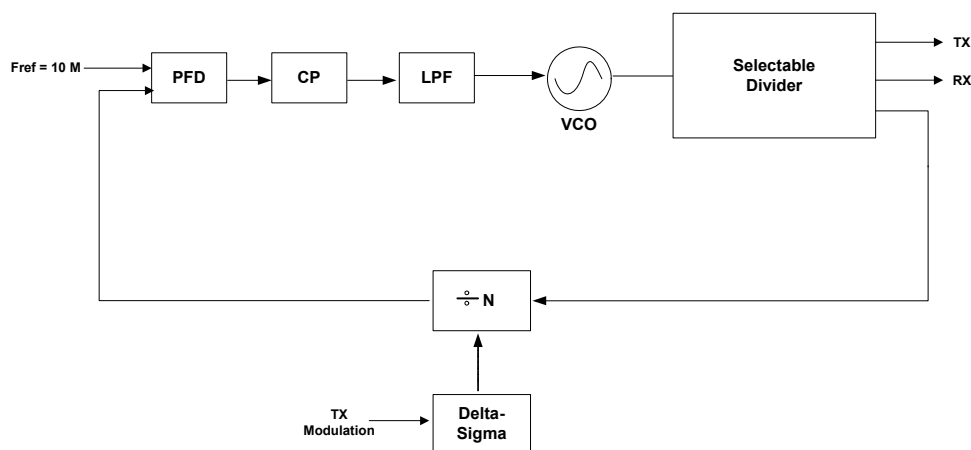 Fref = 10 M
PFD
CP
LPF
VCO
Selectable
Divider
TX
RX
÷ N
TX
Modulation
Delta-
Sigma